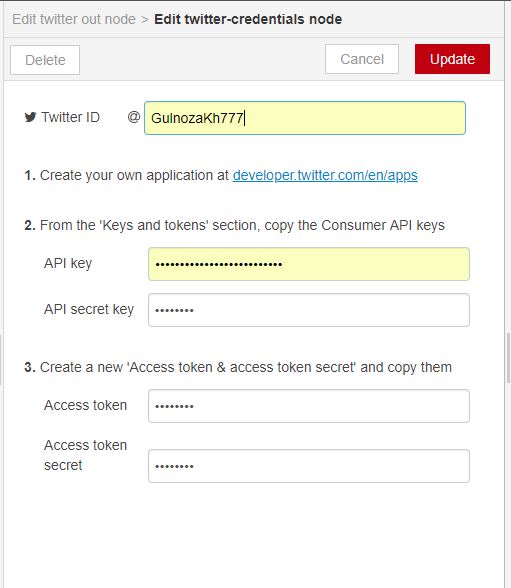 Edit twitter out node > Edit twitter-credentials node
Delete Cancel Update
Twitter ID @ GulnozaKh777
1. Create your own application at developer.twitter.com/en/apps
2. From the 'Keys and tokens' section, copy the Consumer API keys
API key ••••••••••••••••••••••••••
API secret key ••••••••
3. Create a new 'Access token & access token secret' and copy them
Access token ••••••••
Access token
secret ••••••••